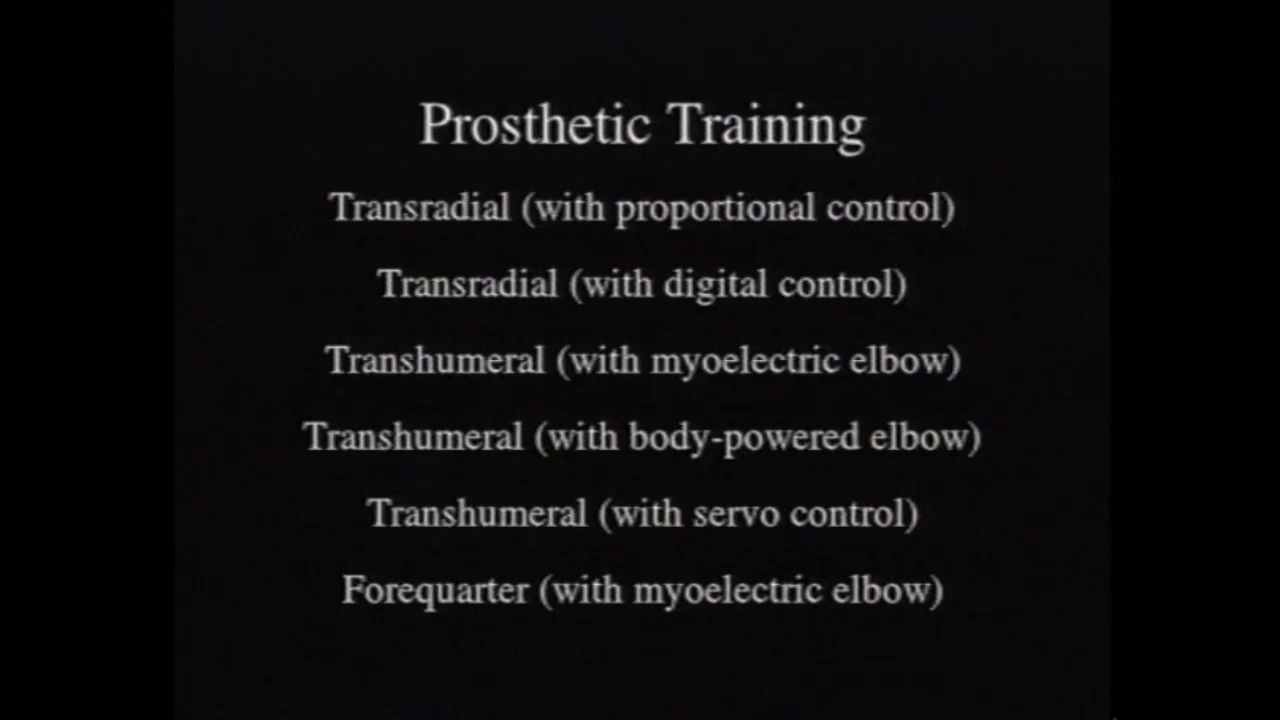 Prosthetic Training
Transradial (with proportional control)
Transradial (with digital control)
Transhumeral (with myoelectric elbow)
Transhumeral (with body-powered elbow)
Transhumeral (with servo control)
Forequarter (with myoelectric elbow)